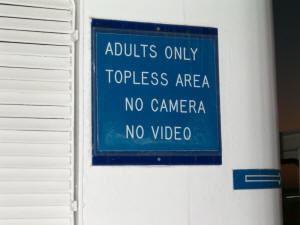 ADULTS ONLY
TOPLESS AREA
NO CAMERA
NO VIDEO